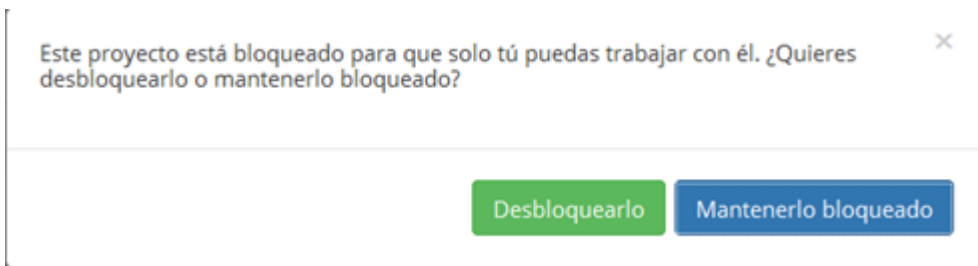 Este proyecto está bloqueado para que solo tú puedas trabajar con él. ¿Quieres
desbloquearlo o mantenerlo bloqueado?
Desbloquearlo
Mantenerlo bloqueado